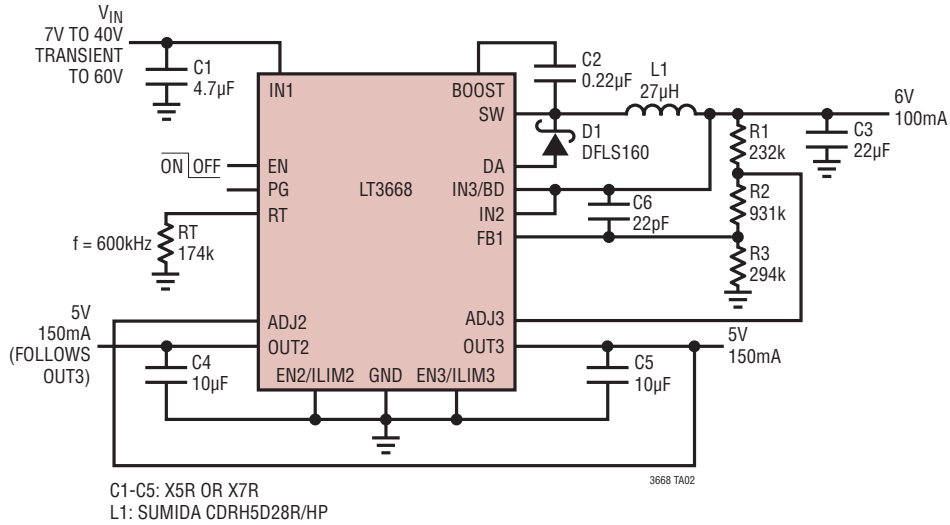 VIN
7V TO 40V
TRANSIENT
TO 60V
C1
4.7µF
IN1
BOOST
SW
C2
0.22µF
L1
27µH
6V
100mA
D1
DFLS160
R1
232k
C3
22µF
ON OFF
EN
PG
RT
LT3668
DA
IN3/BD
IN2
FB1
C6
22pF
R2
931k
f = 600kHz
RT
174k
R3
294k
5V
150mA
(FOLLOWS
OUT3)
ADJ2
OUT2
ADJ3
OUT3
5V
150mA
C4
10µF
EN2/ILIM2 GND EN3/ILIM3
C5
10µF
3668 TA02
C1-C5: X5R OR X7R
L1: SUMIDA CDRH5D28R/HP